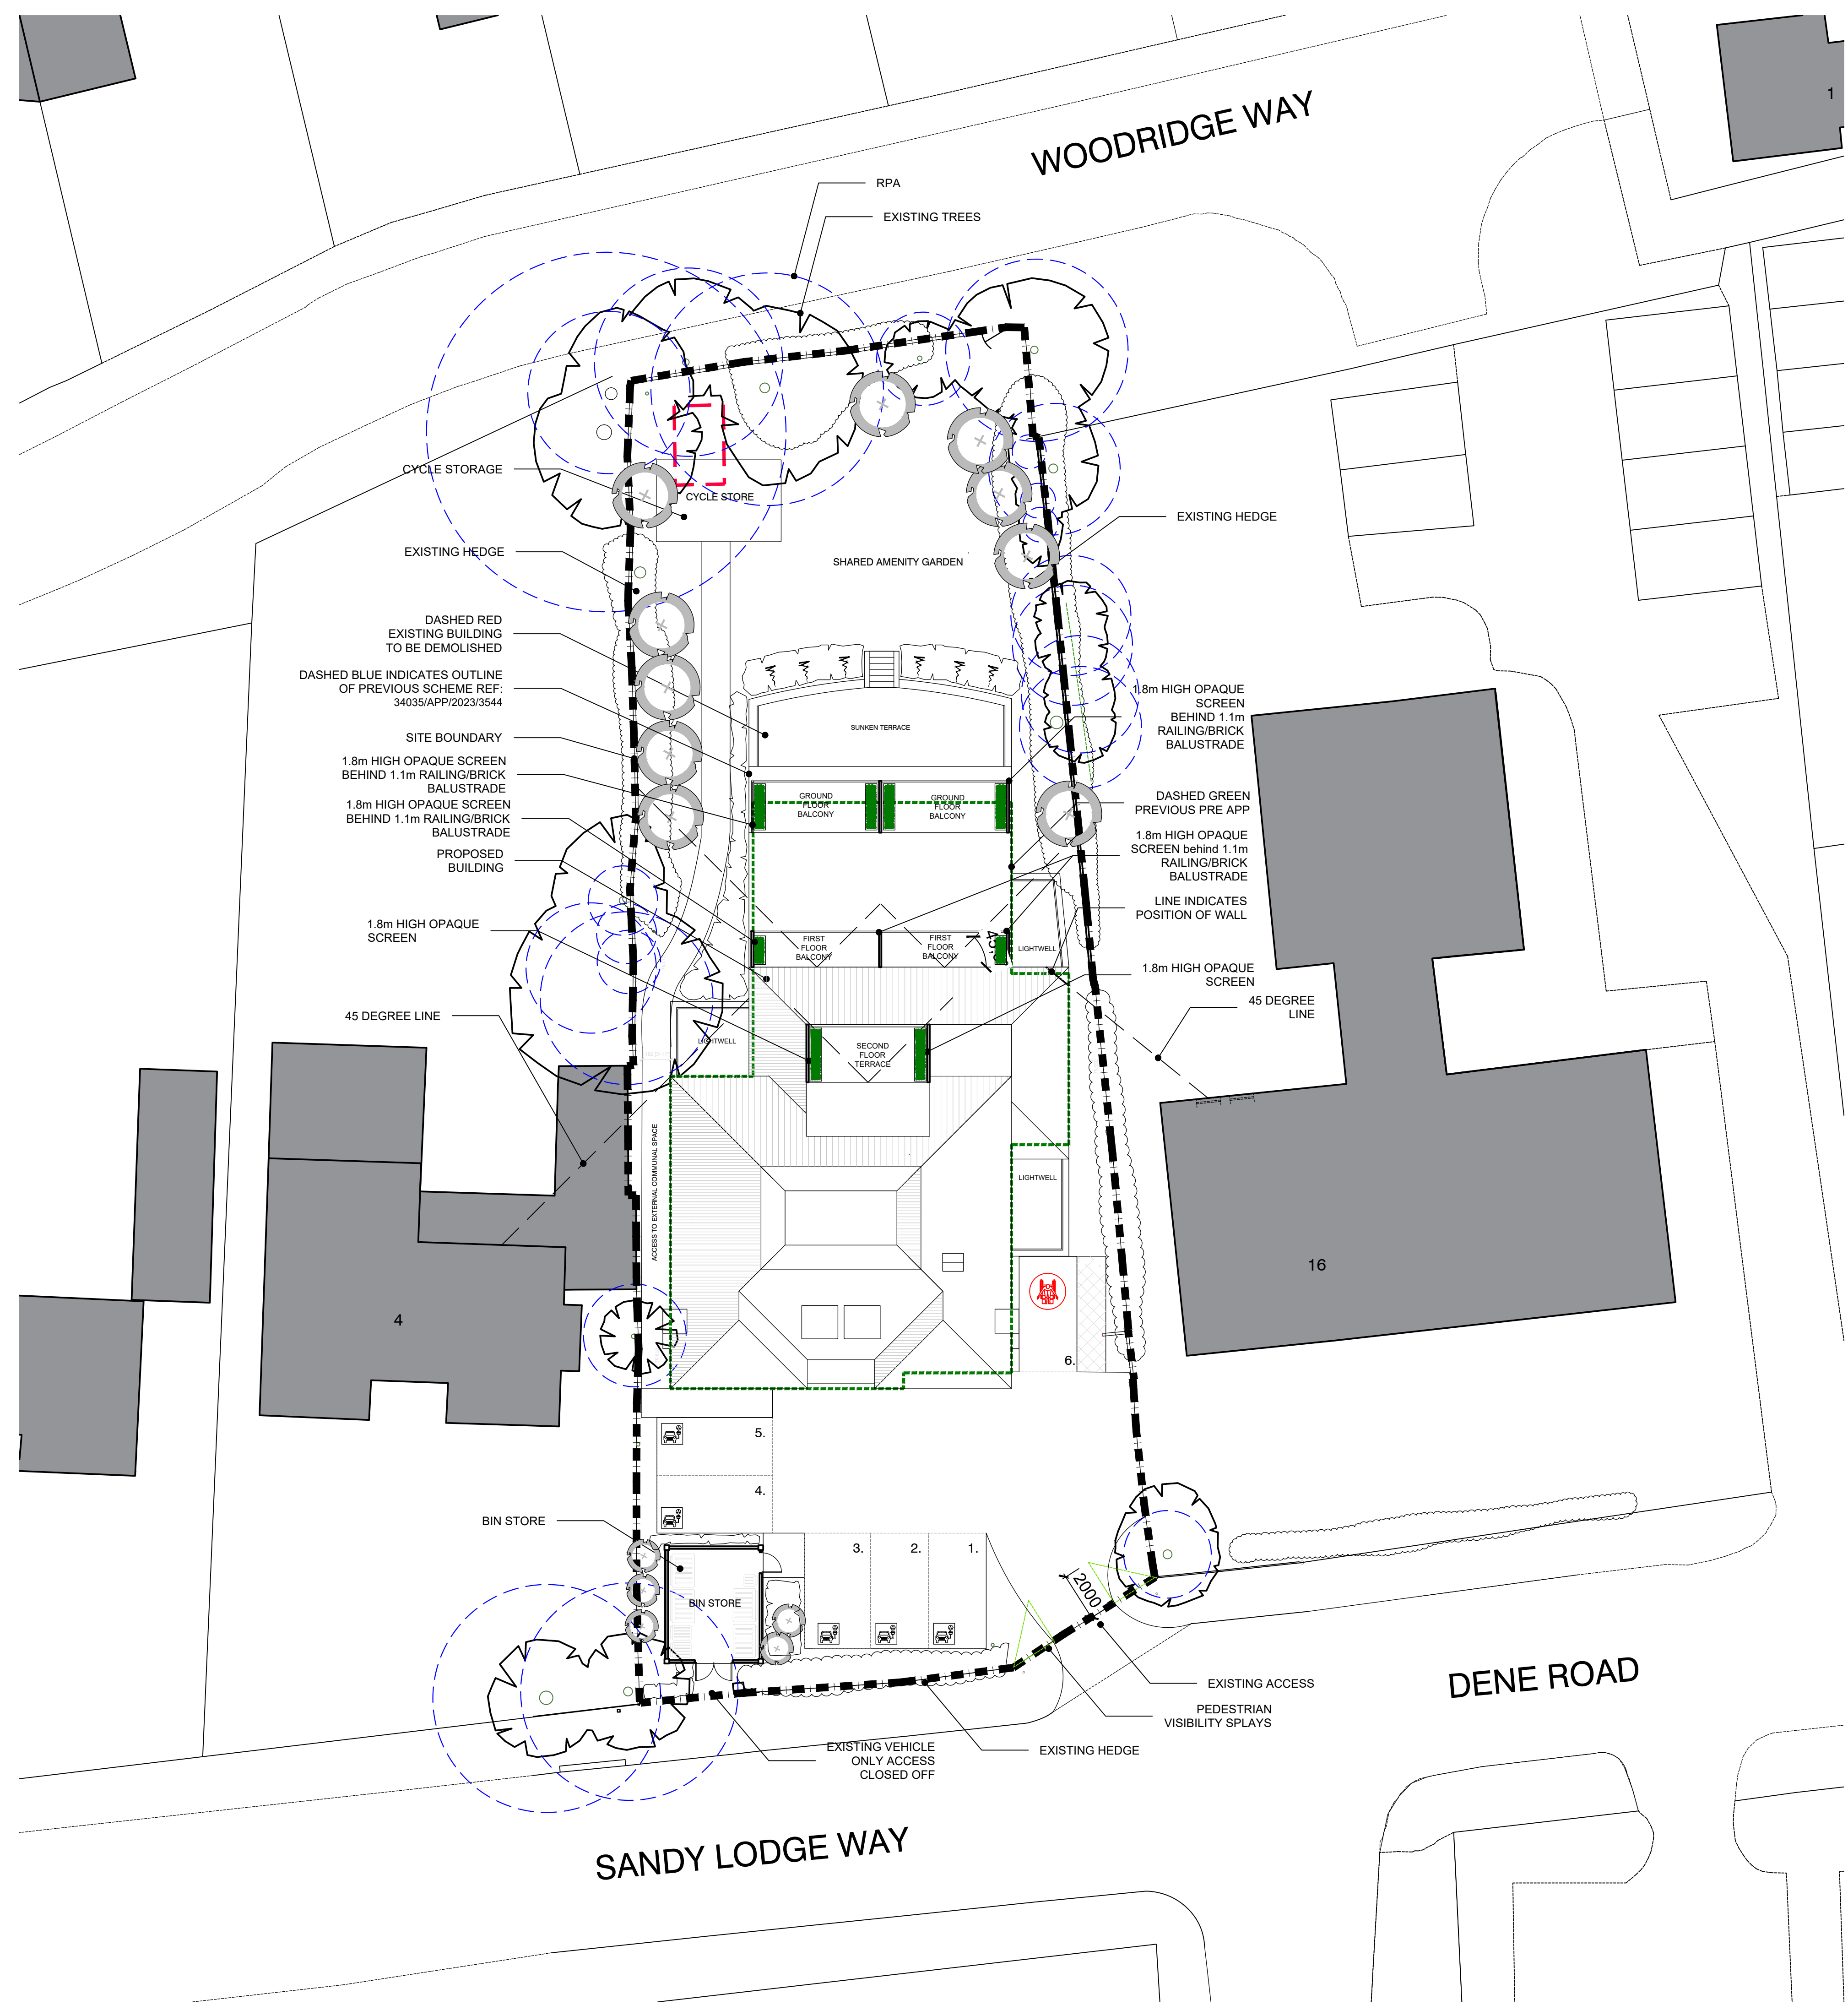 1
WOODRIDGE WAY
RPA
EXISTING TREES
CYCLE STORAGE
CYCLE STORE
EXISTING HEDGE
EXISTING HEDGE
SHARED AMENITY GARDEN
DASHED RED
EXISTING BUILDING
TO BE DEMOLISHED
DASHED BLUE INDICATES OUTLINE
OF PREVIOUS SCHEME REF:
34035/APP/2023/3544
SITE BOUNDARY
1.8m HIGH OPAQUE SCREEN
BEHIND 1.1m RAILING/BRICK
BALUSTRADE
1.8m HIGH OPAQUE SCREEN
BEHIND 1.1m RAILING/BRICK
BALUSTRADE
PROPOSED
BUILDING
1.8m HIGH OPAQUE
SCREEN
45 DEGREE LINE
SUNKEN TERRACE
GROUND
FLOOR
BALCONY
GROUND
FLOOR
BALCONY
FIRST
FLOOR
BALCONY
FIRST
FLOOR
BALCONY
LIGHTWELL
LIGHTWELL
SECOND
FLOOR
TERRACE
LIGHTWELL
ACCESS TO EXTERNAL COMMUNAL SPACE
1.8m HIGH OPAQUE
SCREEN
BEHIND 1.1m
RAILING/BRICK
BALUSTRADE
DASHED GREEN
PREVIOUS PRE APP
1.8m HIGH OPAQUE
SCREEN behind 1.1m
RAILING/BRICK
BALUSTRADE
LINE INDICATES
POSITION OF WALL
1.8m HIGH OPAQUE
SCREEN
45 DEGREE
LINE
16
4
6.
5.
4.
3.
2.
1.
BIN STORE
BIN STORE
2000
EXISTING ACCESS
PEDESTRIAN
VISIBILITY SPLAYS
EXISTING HEDGE
EXISTING VEHICLE
ONLY ACCESS
CLOSED OFF
DENE ROAD
SANDY LODGE WAY